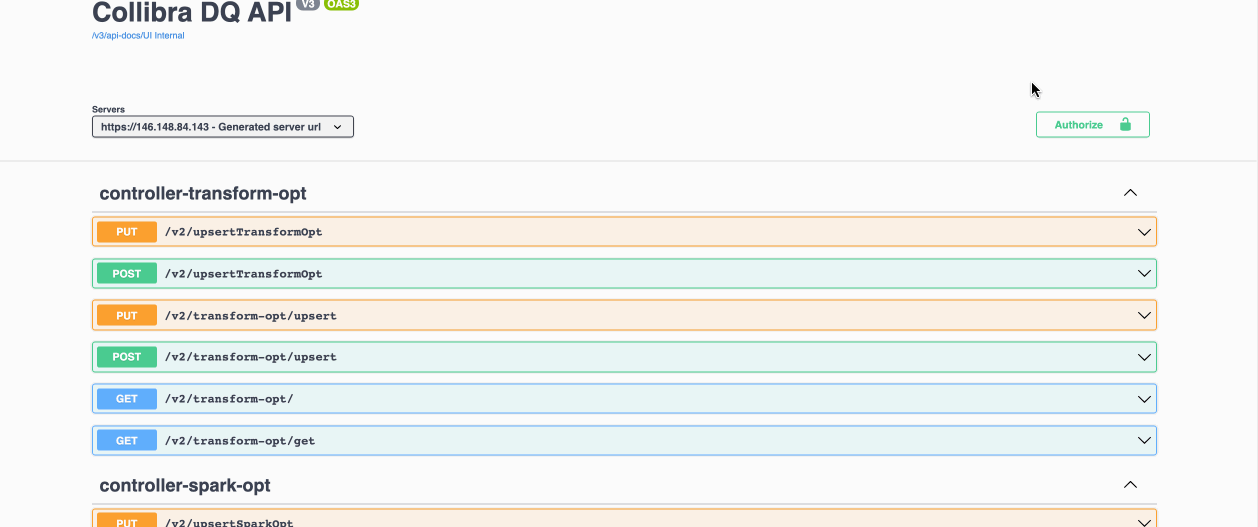 Collibra DQ API V3 OAS3
/v3/api-docs/UI Internal
Servers
https://146.148.84.143 - Generated server url
Authorize
controller-transform-opt
PUT /v2/upsertTransformOpt
POST /v2/upsertTransformOpt
PUT /v2/transform-opt/upsert
POST /v2/transform-opt/upsert
GET /v2/transform-opt/
GET /v2/transform-opt/get
controller-spark-opt
PUT /v2/upsertSparkOpt